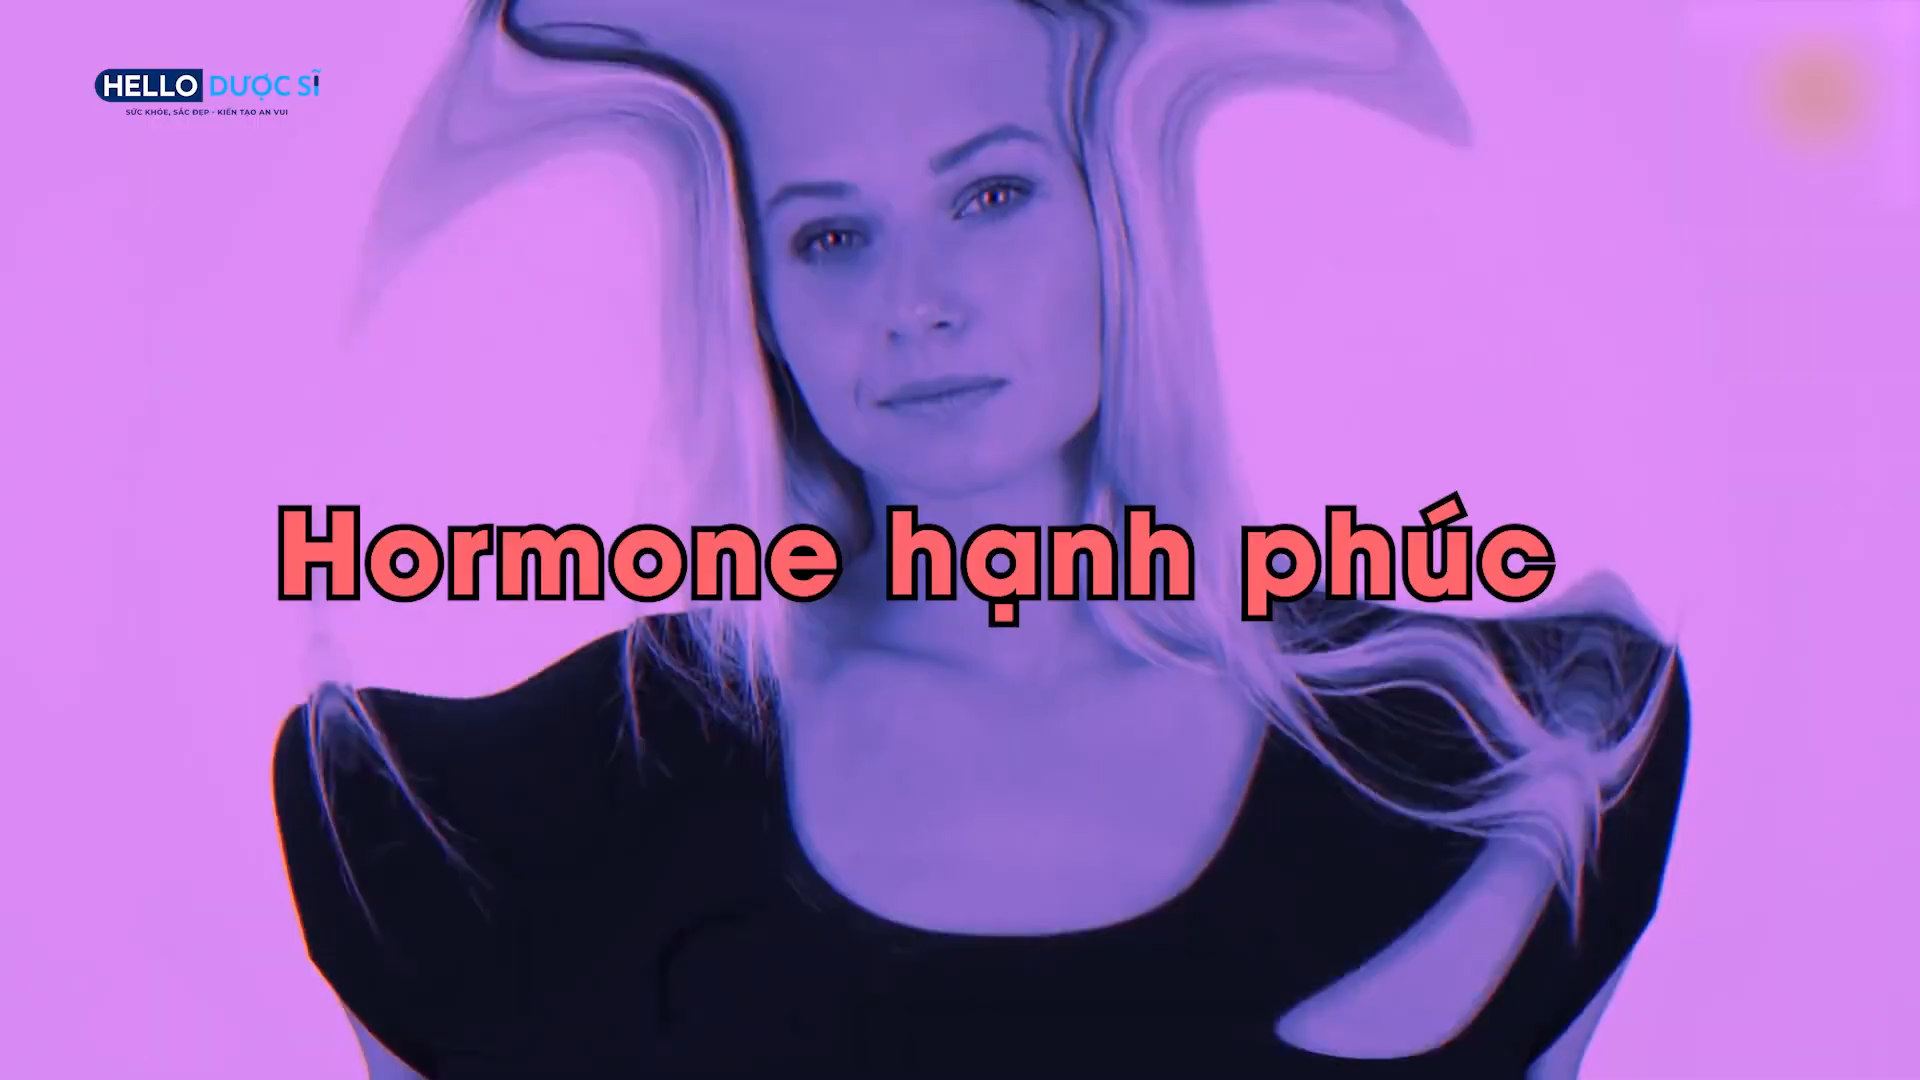 HELLO DƯỢC SĨ
SỨC KHỎE, SẮC ĐẸP - KIẾN TẠO AN VUI
Hormone hạnh phúc